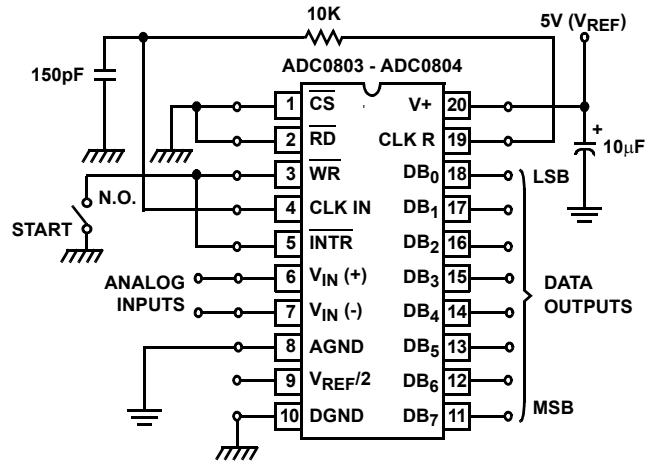 10K
5V (VREF)
150pF
ADC0803 - ADC0804
1 CS V+ 20
2 RD CLK R 19
+
10μF
3 WR DB0 18 LSB
N.O.
4 CLK IN DB1 17
START
5 INTR DB2 16
ANALOG
INPUTS
6 VIN (+) DB3 15
DATA
OUTPUTS
7 VIN (-) DB4 14
8 AGND DB5 13
9 VREF/2 DB6 12
10 DGND DB7 11 MSB